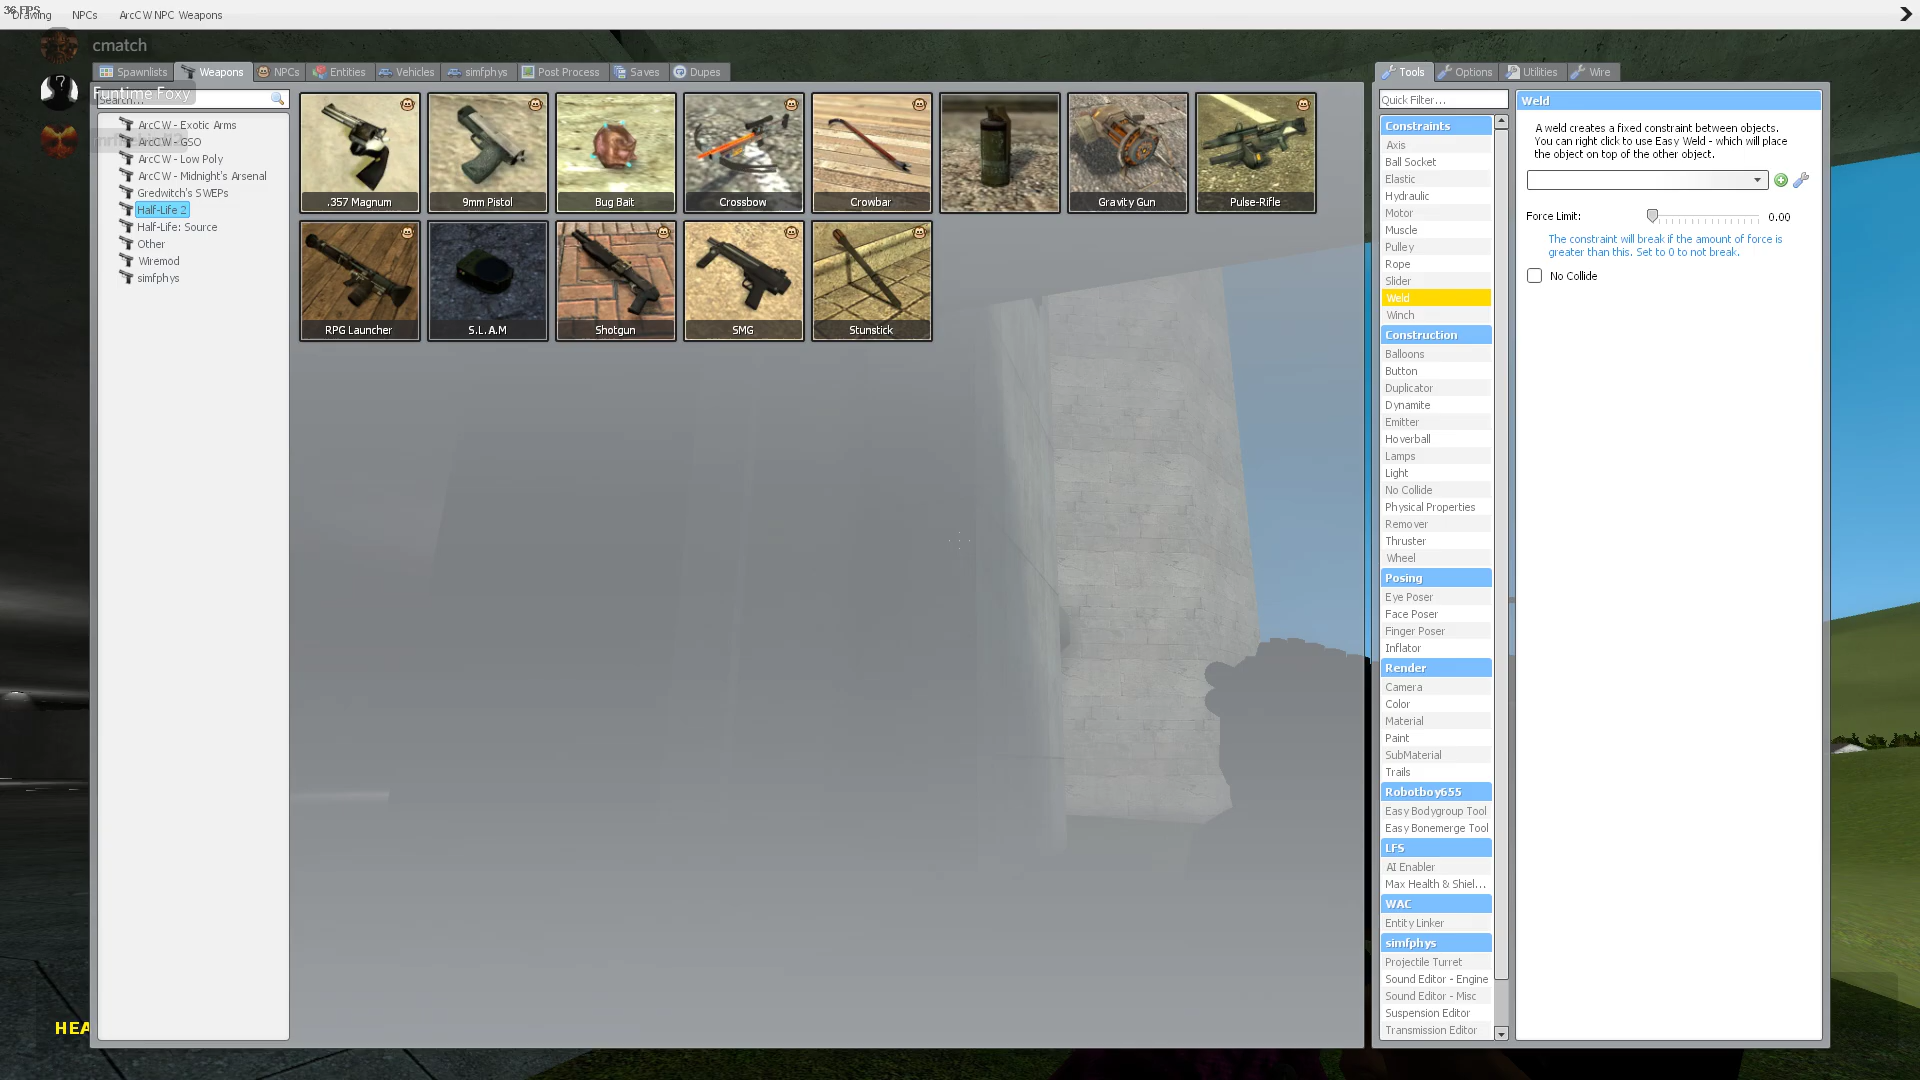 36 FPS
Drawing NPCs ArcCW NPC Weapons
cmatch
Spawnlists Weapons NPCs Entities Vehicles simfphys Post Process Saves Dupes
Funtime Foxy
Search...
ArcCW - Exotic Arms
ArcCW - GSO
ArcCW - Low Poly
ArcCW - Midnight's Arsenal
Gredwitch's SWEPs
Half-Life 2
Half-Life: Source
Other
Wiremod
simfphys
.357 Magnum
9mm Pistol
Bug Bait
Crossbow
Crowbar
Gravity Gun
Pulse-Rifle
RPG Launcher
S.L.A.M
Shotgun
SMG
Stunstick
HEA
Tools Options Utilities Wire
Quick Filter...
Constraints
Axis
Ball Socket
Elastic
Hydraulic
Motor
Muscle
Pulley
Rope
Slider
Weld
Winch
Construction
Balloons
Button
Duplicator
Dynamite
Emitter
Hoverball
Lamps
Light
No Collide
Physical Properties
Remover
Thruster
Wheel
Posing
Eye Poser
Face Poser
Finger Poser
Inflator
Render
Camera
Color
Material
Paint
SubMaterial
Trails
Robotboy655
Easy Bodygroup Tool
Easy Bonemerge Tool
LFS
AI Enabler
Max Health & Shiel...
WAC
Entity Linker
simfphys
Projectile Turret
Sound Editor - Engine
Sound Editor - Misc
Suspension Editor
Transmission Editor
Weld
A weld creates a fixed constraint between objects.
You can right click to use Easy Weld - which will place
the object on top of the other object.
Force Limit: 0.00
The constraint will break if the amount of force is
greater than this. Set to 0 to not break.
No Collide